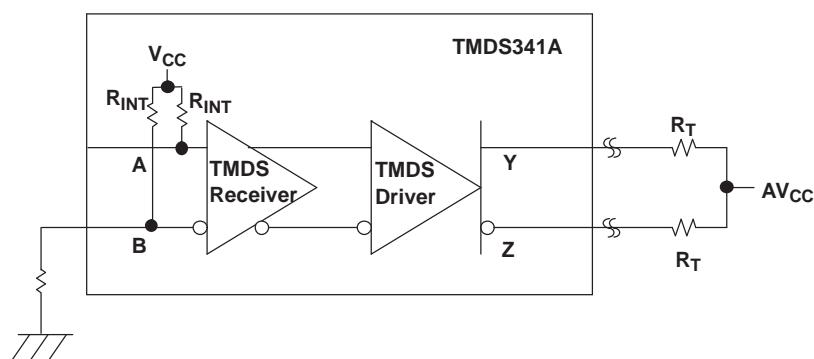 TMDS341A
VCC
RINT
RINT
A
TMDS
Receiver
TMDS
Driver
Y
RT
AVCC
B
Z
RT